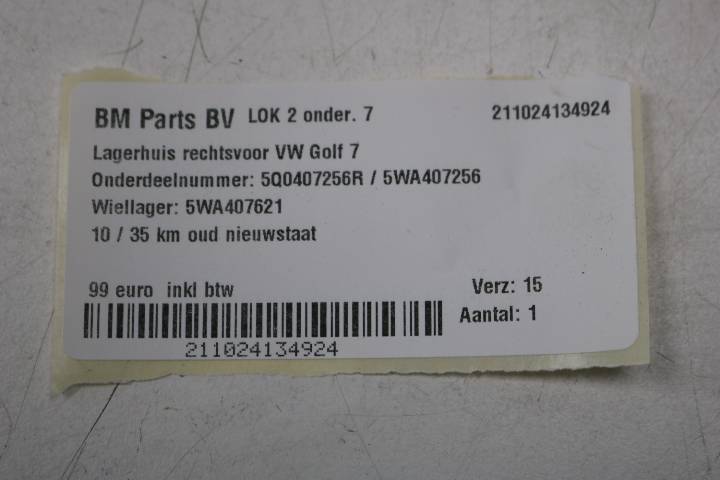 BM Parts BV LOK 2 onder. 7 211024134924
Lagerhuis rechtsvoor VW Golf 7
Onderdeelnummer: 5Q0407256R / 5WA407256
Wiellager: 5WA407621
10 / 35 km oud nieuwstaat
99 euro inkl btw Verz: 15
Aantal: 1
211024134924